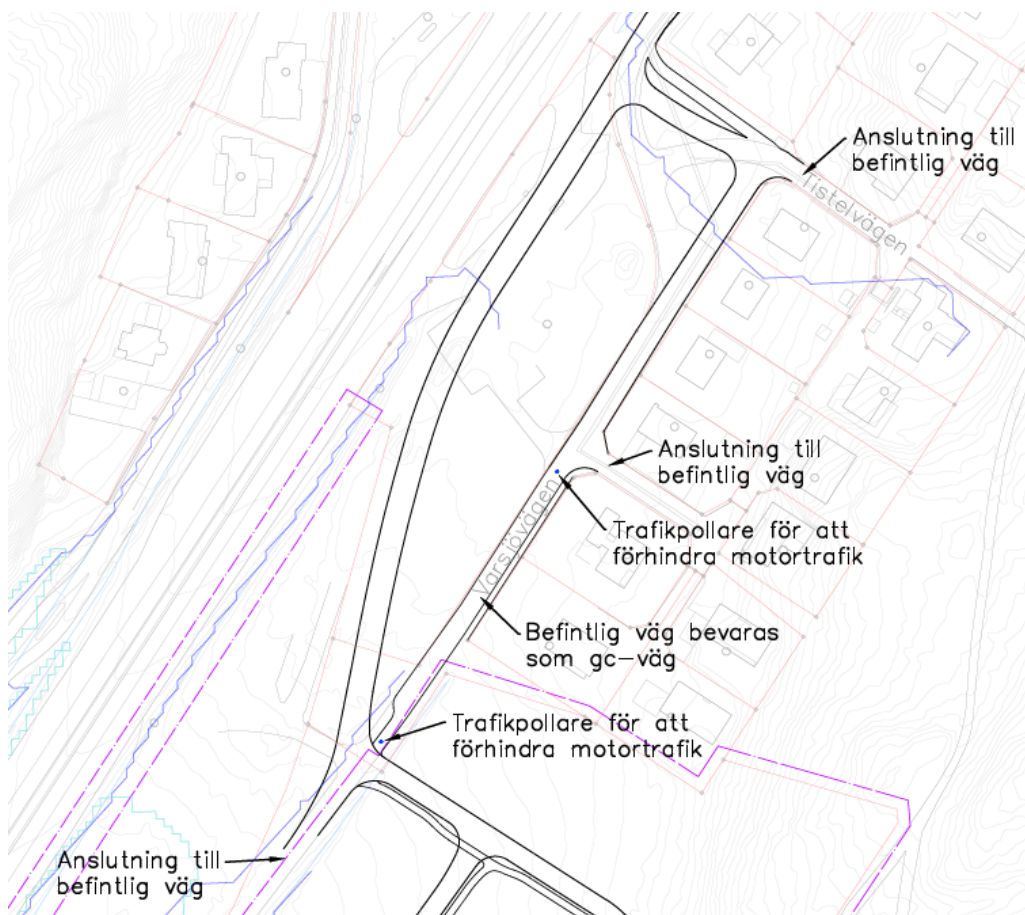 Anslutning till
befintlig väg
Tistelvägen
Anslutning till
befintlig väg
Varsjövägen
Trafikpollare för att
förhindra motortrafik
Befintlig väg bevaras
som gc-väg
Trafikpollare för att
förhindra motortrafik
Anslutning till
befintlig väg